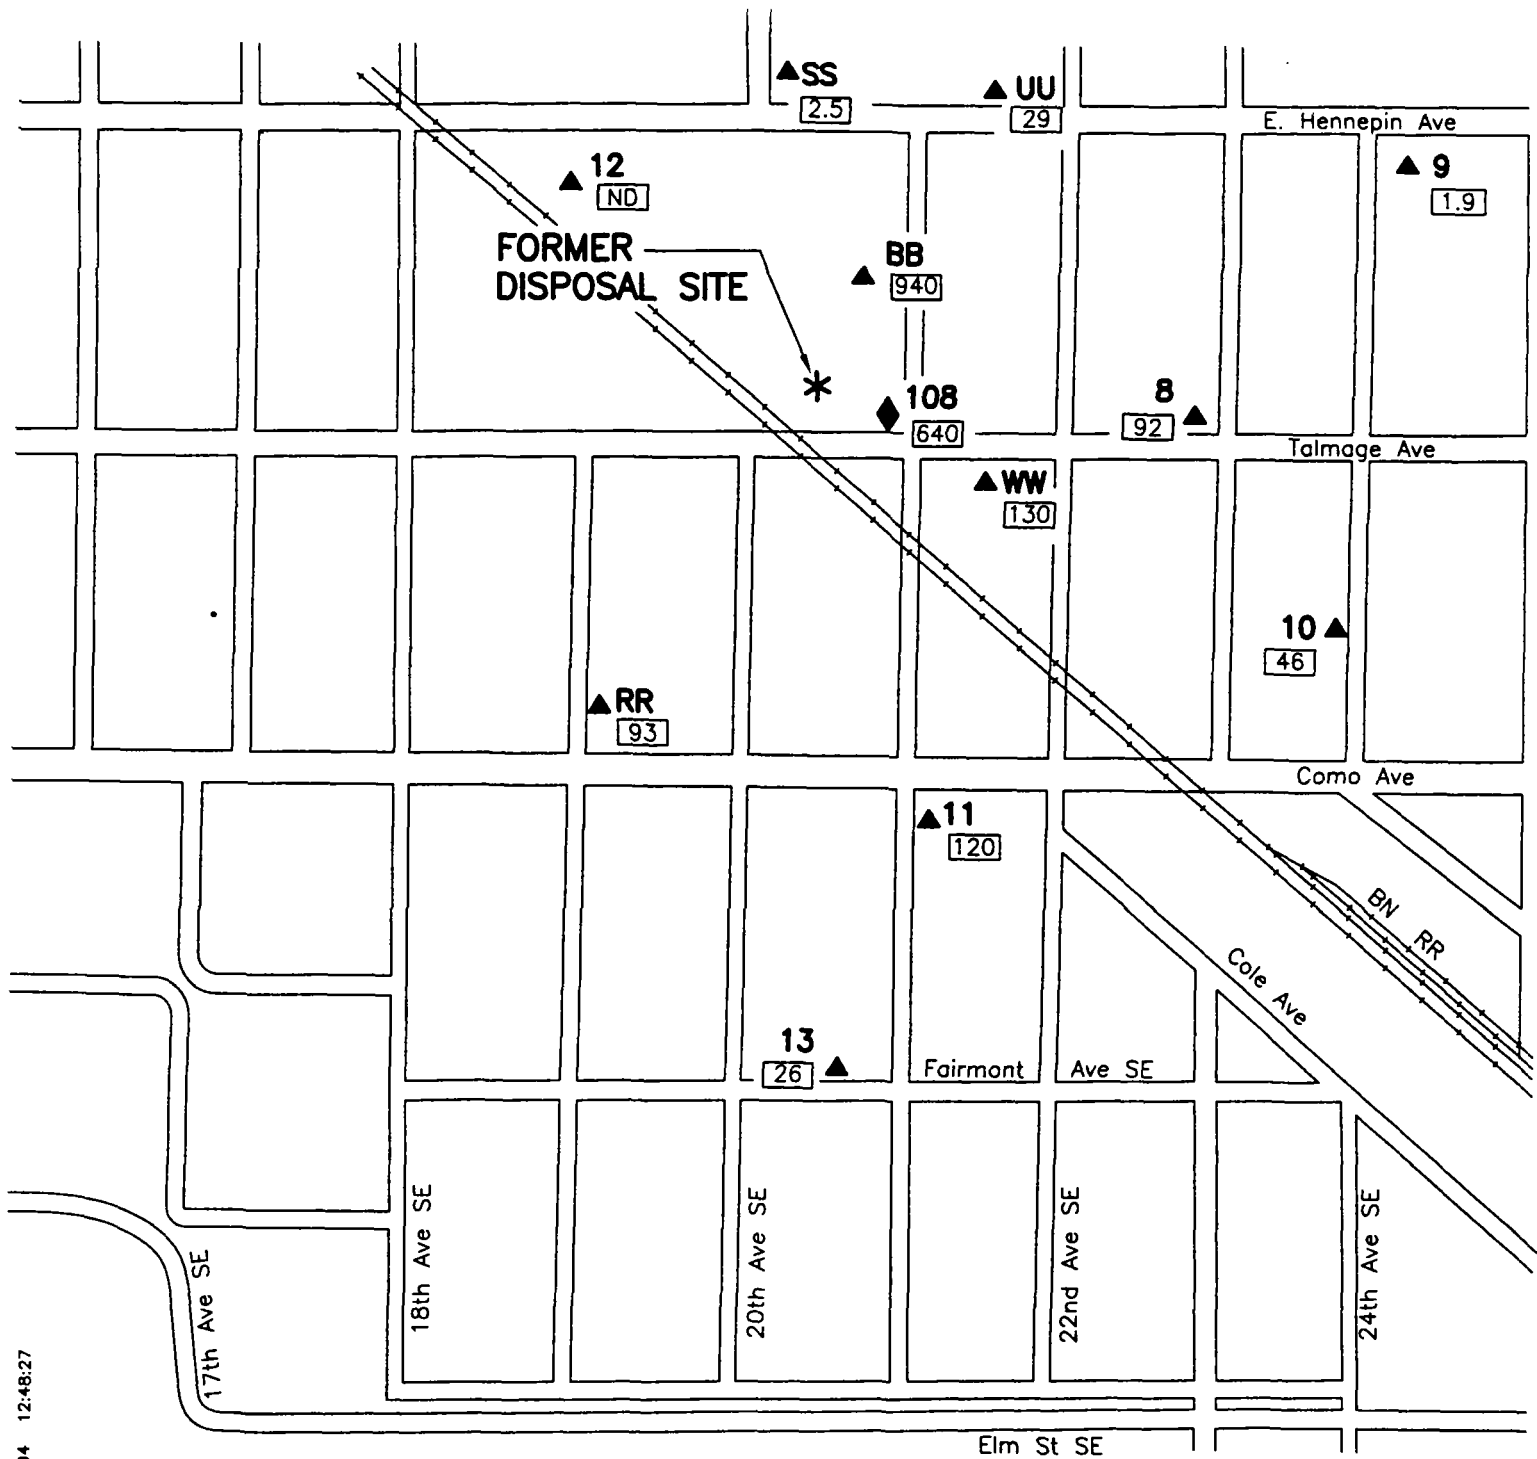 SS
2.5
UU
29
E. Hennepin Ave
12
ND
9
1.9
FORMER
DISPOSAL SITE
BB
940
108
640
8
92
Talmage Ave
WW
130
10
46
RR
93
Como Ave
11
120
BN RR
Cole Ave
13
26
Fairmont Ave SE
17th Ave SE
18th Ave SE
20th Ave SE
22nd Ave SE
24th Ave SE
Elm St SE
12:48:27